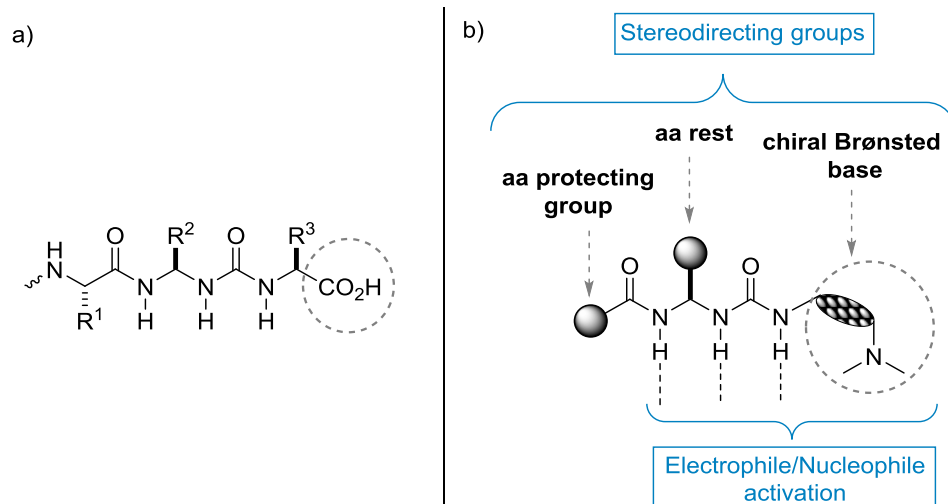 a)
O
R²
O
R³
H
N
N
N
N
CO₂H
R¹
H
H
H
b)
Stereodirecting groups
aa rest
chiral Brønsted
base
aa protecting
group
O
O
N
N
N
H
H
H
N
Electrophile/Nucleophile
activation